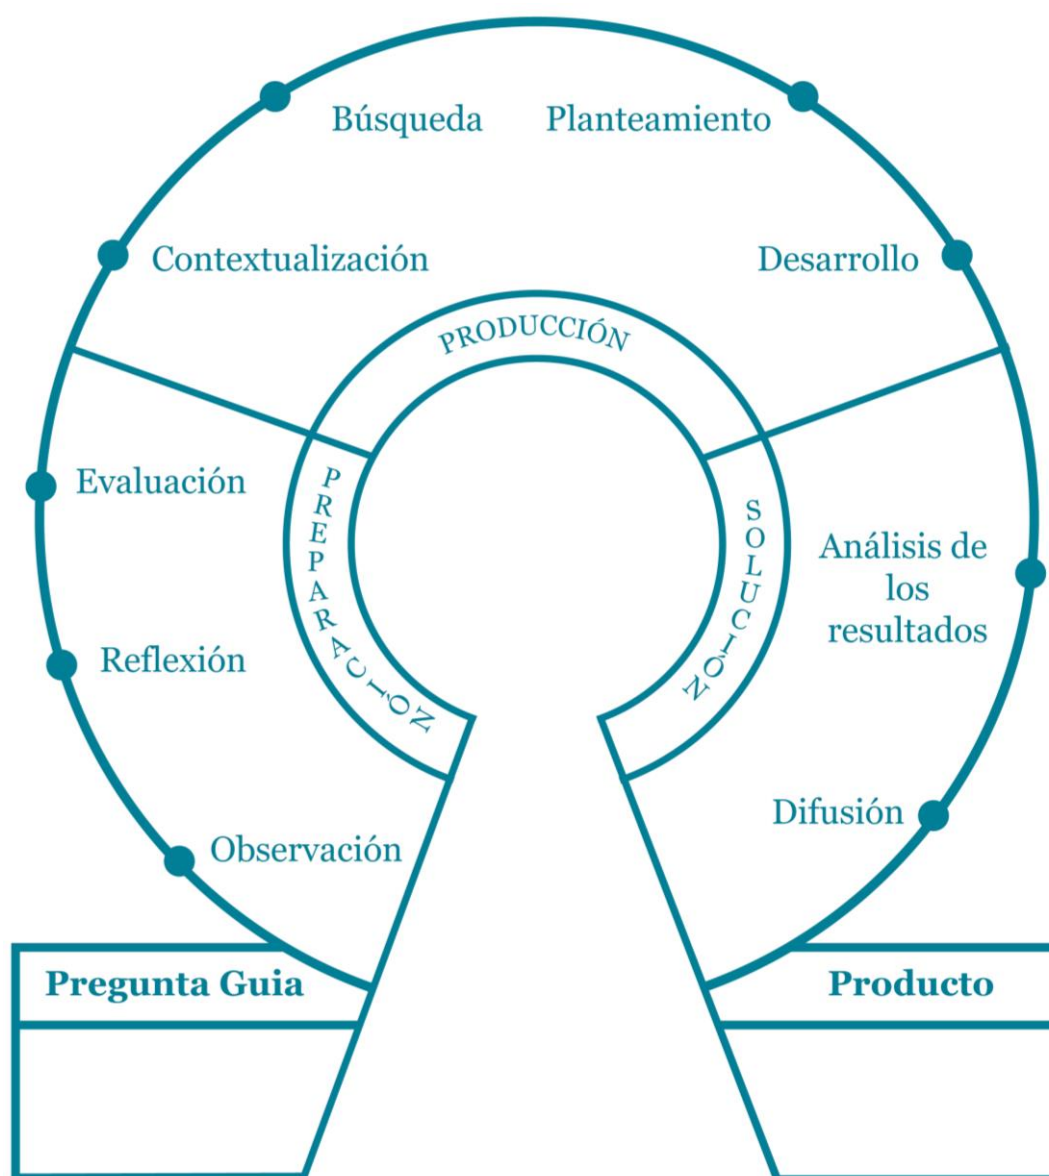 Búsqueda
Planteamiento
Contextualización
Desarrollo
PRODUCCIÓN
Evaluación
PREPARACIÓN
SOLUCIÓN
Análisis de
los
resultados
Reflexión
Difusión
Observación
Pregunta Guia
Producto